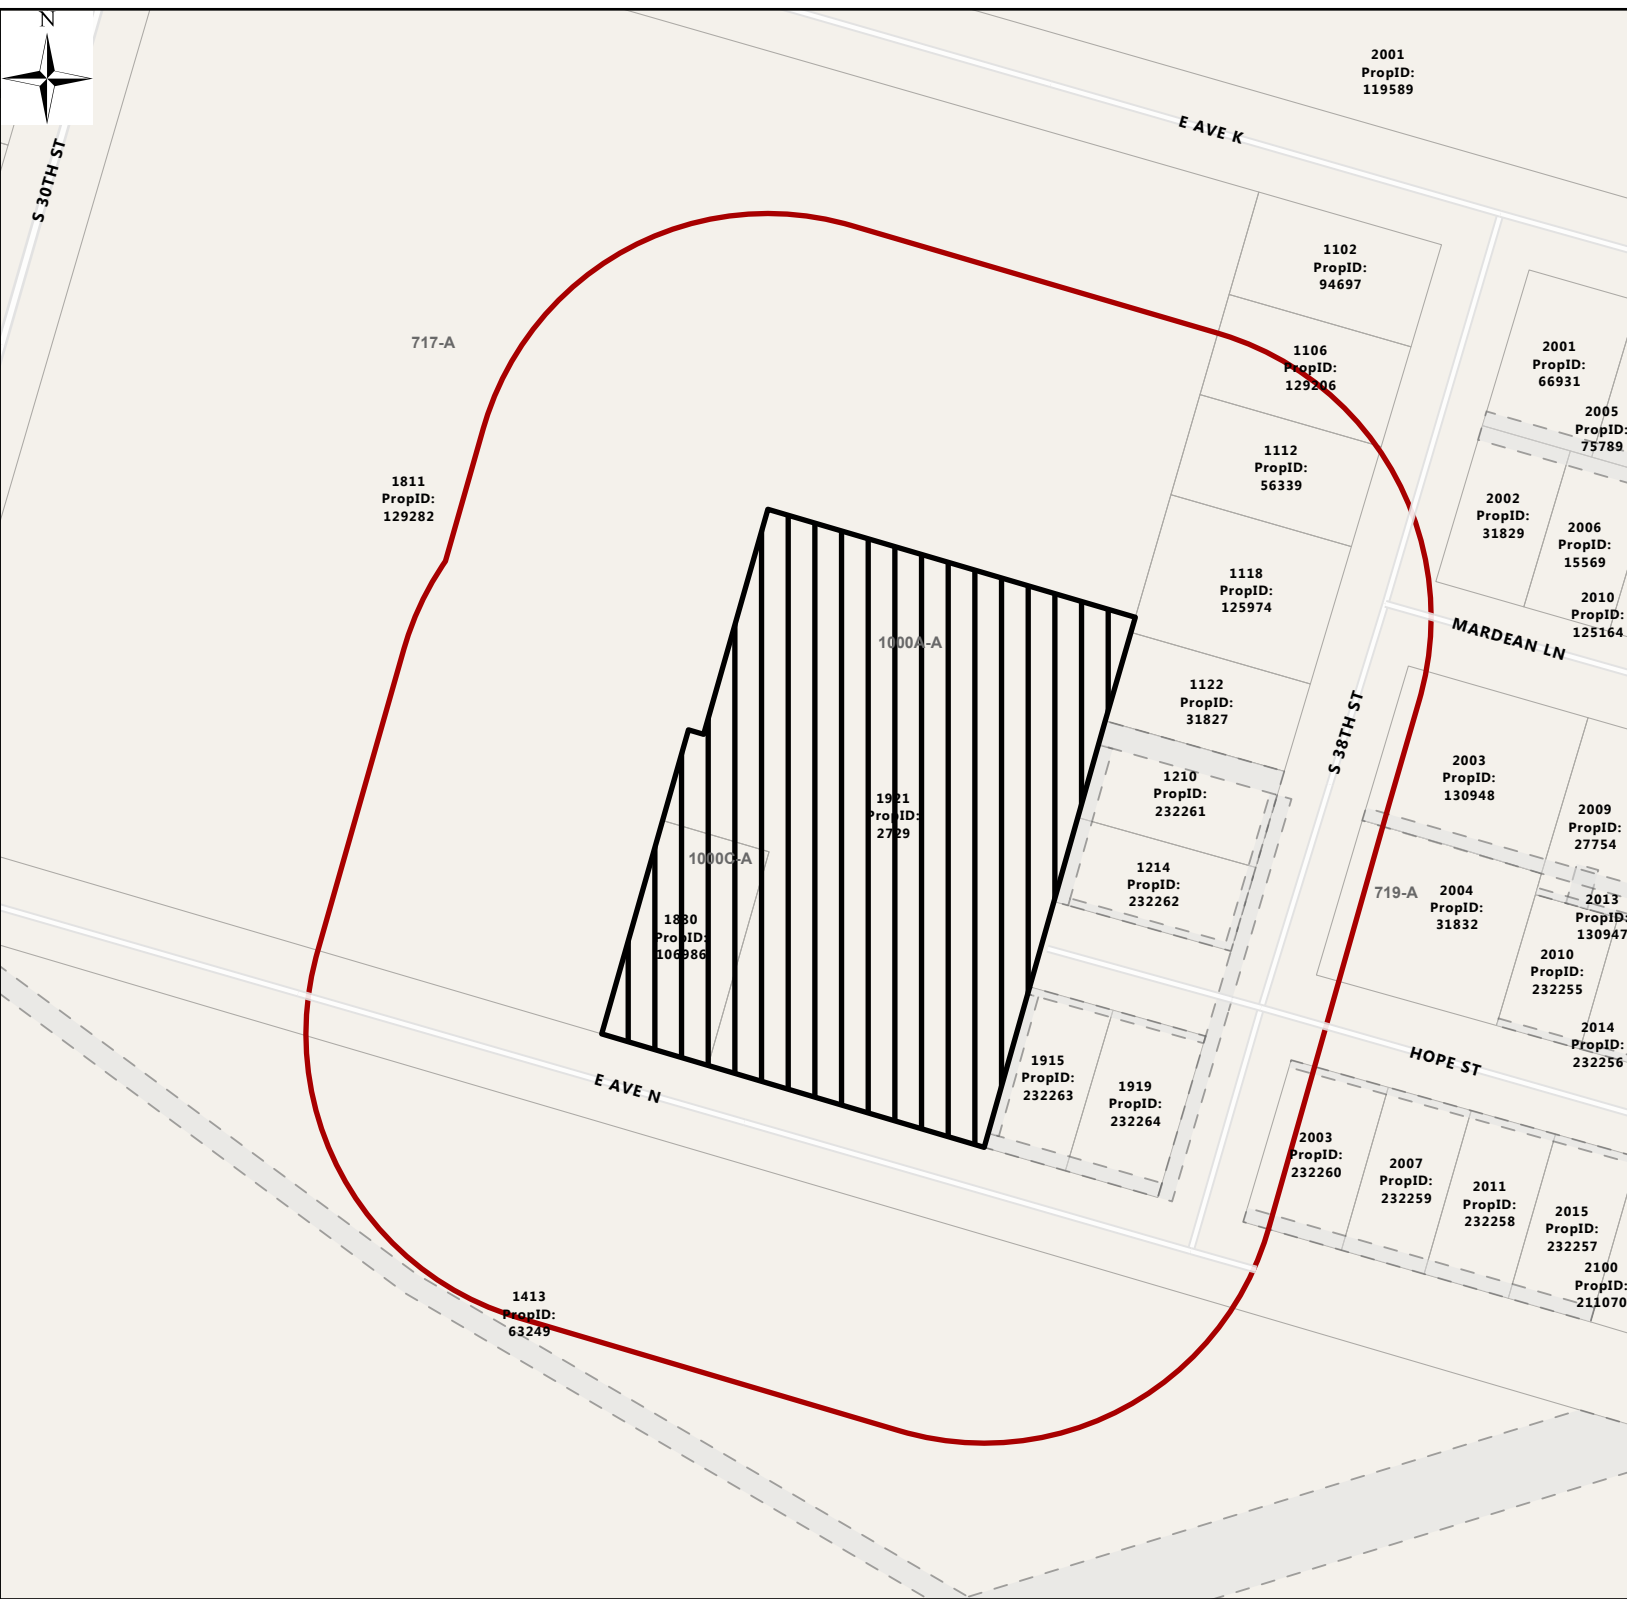 N
2001
PropID:
119589
E AVE K
S 30TH ST
1102
PropID:
94697
717-A
1106
PropID:
129206
2001
PropID:
66931
2005
PropID:
75789
1811
PropID:
129282
1112
PropID:
56339
2002
PropID:
31829
2006
PropID:
15569
1118
PropID:
125974
2010
PropID:
125164
1000A-A
MARDEAN LN
1122
PropID:
31827
S 38TH ST
2003
PropID:
130948
1210
PropID:
232261
1921
PropID:
2729
2009
PropID:
27754
1000C-A
1214
PropID:
232262
719-A
2004
PropID:
31832
2013
PropID:
130947
1880
PropID:
106986
2010
PropID:
232255
2014
PropID:
232256
HOPE ST
E AVE N
1915
PropID:
232263
1919
PropID:
232264
2003
PropID:
232260
2007
PropID:
232259
2011
PropID:
232258
2015
PropID:
232257
2100
PropID:
211070
1413
PropID:
63249